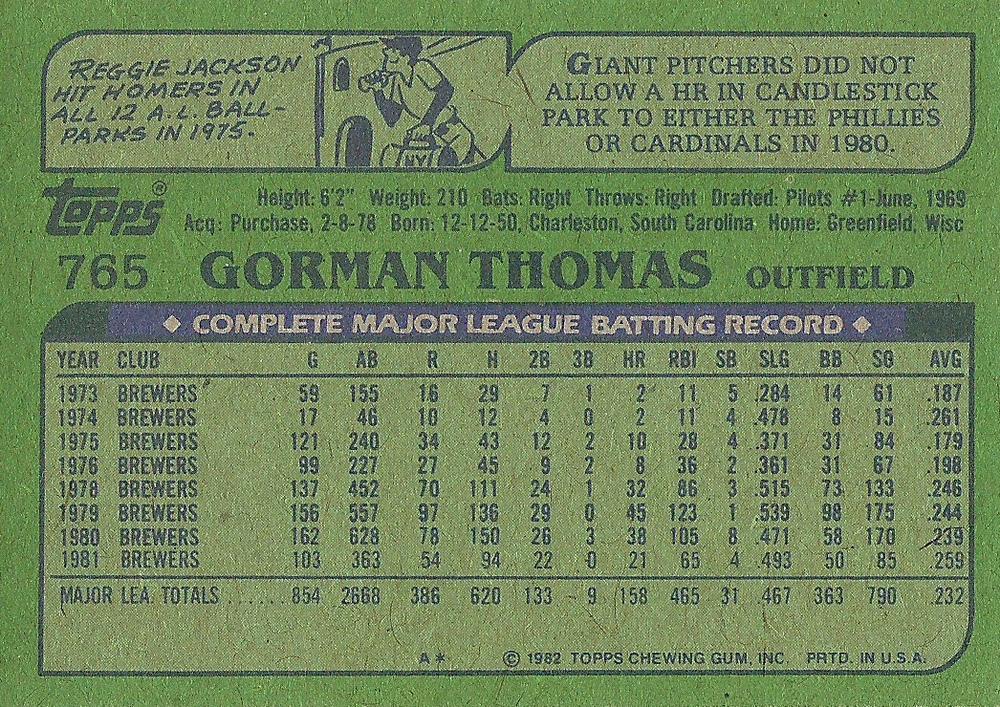 REGGIE JACKSON
HIT HOMERS IN
ALL 12 A.L. BALL-
PARKS IN 1975.
NY
GIANT PITCHERS DID NOT
ALLOW A HR IN CANDLESTICK
PARK TO EITHER THE PHILLIES
OR CARDINALS IN 1980.
Topps®
Height: 6'2" Weight: 210 Bats: Right Throws: Right Drafted: Pilots #1-June, 1969
Acq: Purchase, 2-8-78 Born: 12-12-50, Charleston, South Carolina Home: Greenfield, Wisc
765 GORMAN THOMAS OUTFIELD
◆ COMPLETE MAJOR LEAGUE BATTING RECORD ◆
YEAR CLUB G AB R H 2B 3B HR RBI SB SLG BB SO AVG
1973 BREWERS 59 155 16 29 7 1 2 11 5 .284 14 61 .187
1974 BREWERS 17 46 10 12 4 0 2 11 4 .478 8 15 .261
1975 BREWERS 121 240 34 43 12 2 10 28 4 .371 31 84 .179
1976 BREWERS 99 227 27 45 9 2 8 36 2 .361 31 67 .198
1978 BREWERS 137 452 70 111 24 1 32 86 3 .515 73 133 .246
1979 BREWERS 156 557 97 136 29 0 45 123 1 .539 98 175 .244
1980 BREWERS 162 628 78 150 26 3 38 105 8 .471 58 170 .239
1981 BREWERS 103 363 54 94 22 0 21 65 4 .493 50 85 .259
MAJOR LEA. TOTALS ...... 854 2668 386 620 133 9 158 465 31 .467 363 790 .232
A* © 1982 TOPPS CHEWING GUM, INC. PRTD. IN U.S.A.